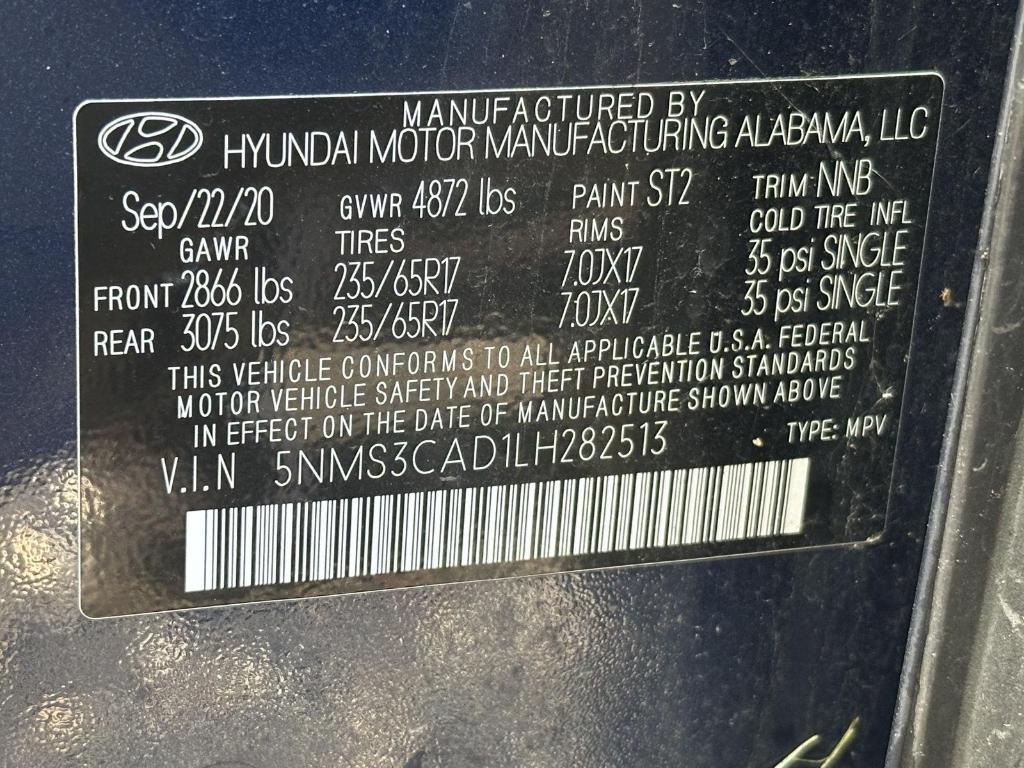 MANUFACTURED BY
HYUNDAI MOTOR MANUFACTURING ALABAMA, LLC
Sep/22/20 GVWR 4872 lbs PAINT ST2 TRIM NNB
GAWR TIRES RIMS COLD TIRE INFL
FRONT 2866 lbs 235/65R17 7.0JX17 35 psi SINGLE
REAR 3075 lbs 235/65R17 7.0JX17 35 psi SINGLE
THIS VEHICLE CONFORMS TO ALL APPLICABLE U.S.A. FEDERAL
MOTOR VEHICLE SAFETY AND THEFT PREVENTION STANDARDS
IN EFFECT ON THE DATE OF MANUFACTURE SHOWN ABOVE
V.I.N 5NMS3CAD1LH282513 TYPE: MPV